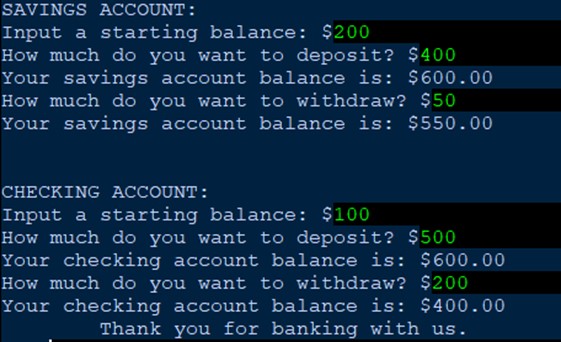 SAVINGS ACCOUNT:
Input a starting balance: $200
How much do you want to deposit? $400
Your savings account balance is: $600.00
How much do you want to withdraw? $50
Your savings account balance is: $550.00
CHECKING ACCOUNT:
Input a starting balance: $100
How much do you want to deposit? $500
Your checking account balance is: $600.00
How much do you want to withdraw? $200
Your checking account balance is: $400.00
Thank you for banking with us.